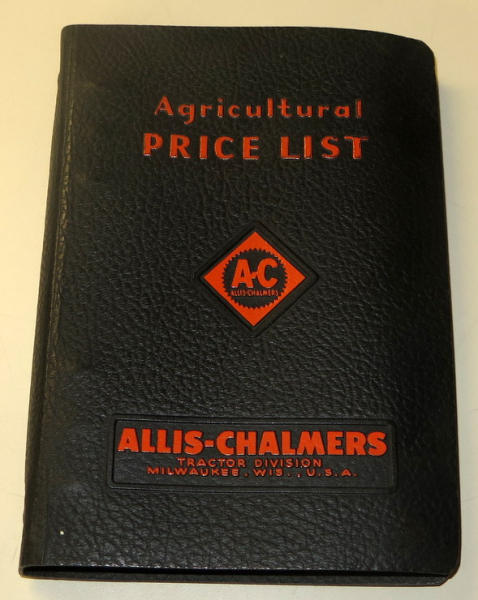 Agricultural
PRICE LIST
A-C
ALLIS-CHALMERS
ALLIS-CHALMERS
TRACTOR DIVISION
MILWAUKEE, WIS., U.S.A.